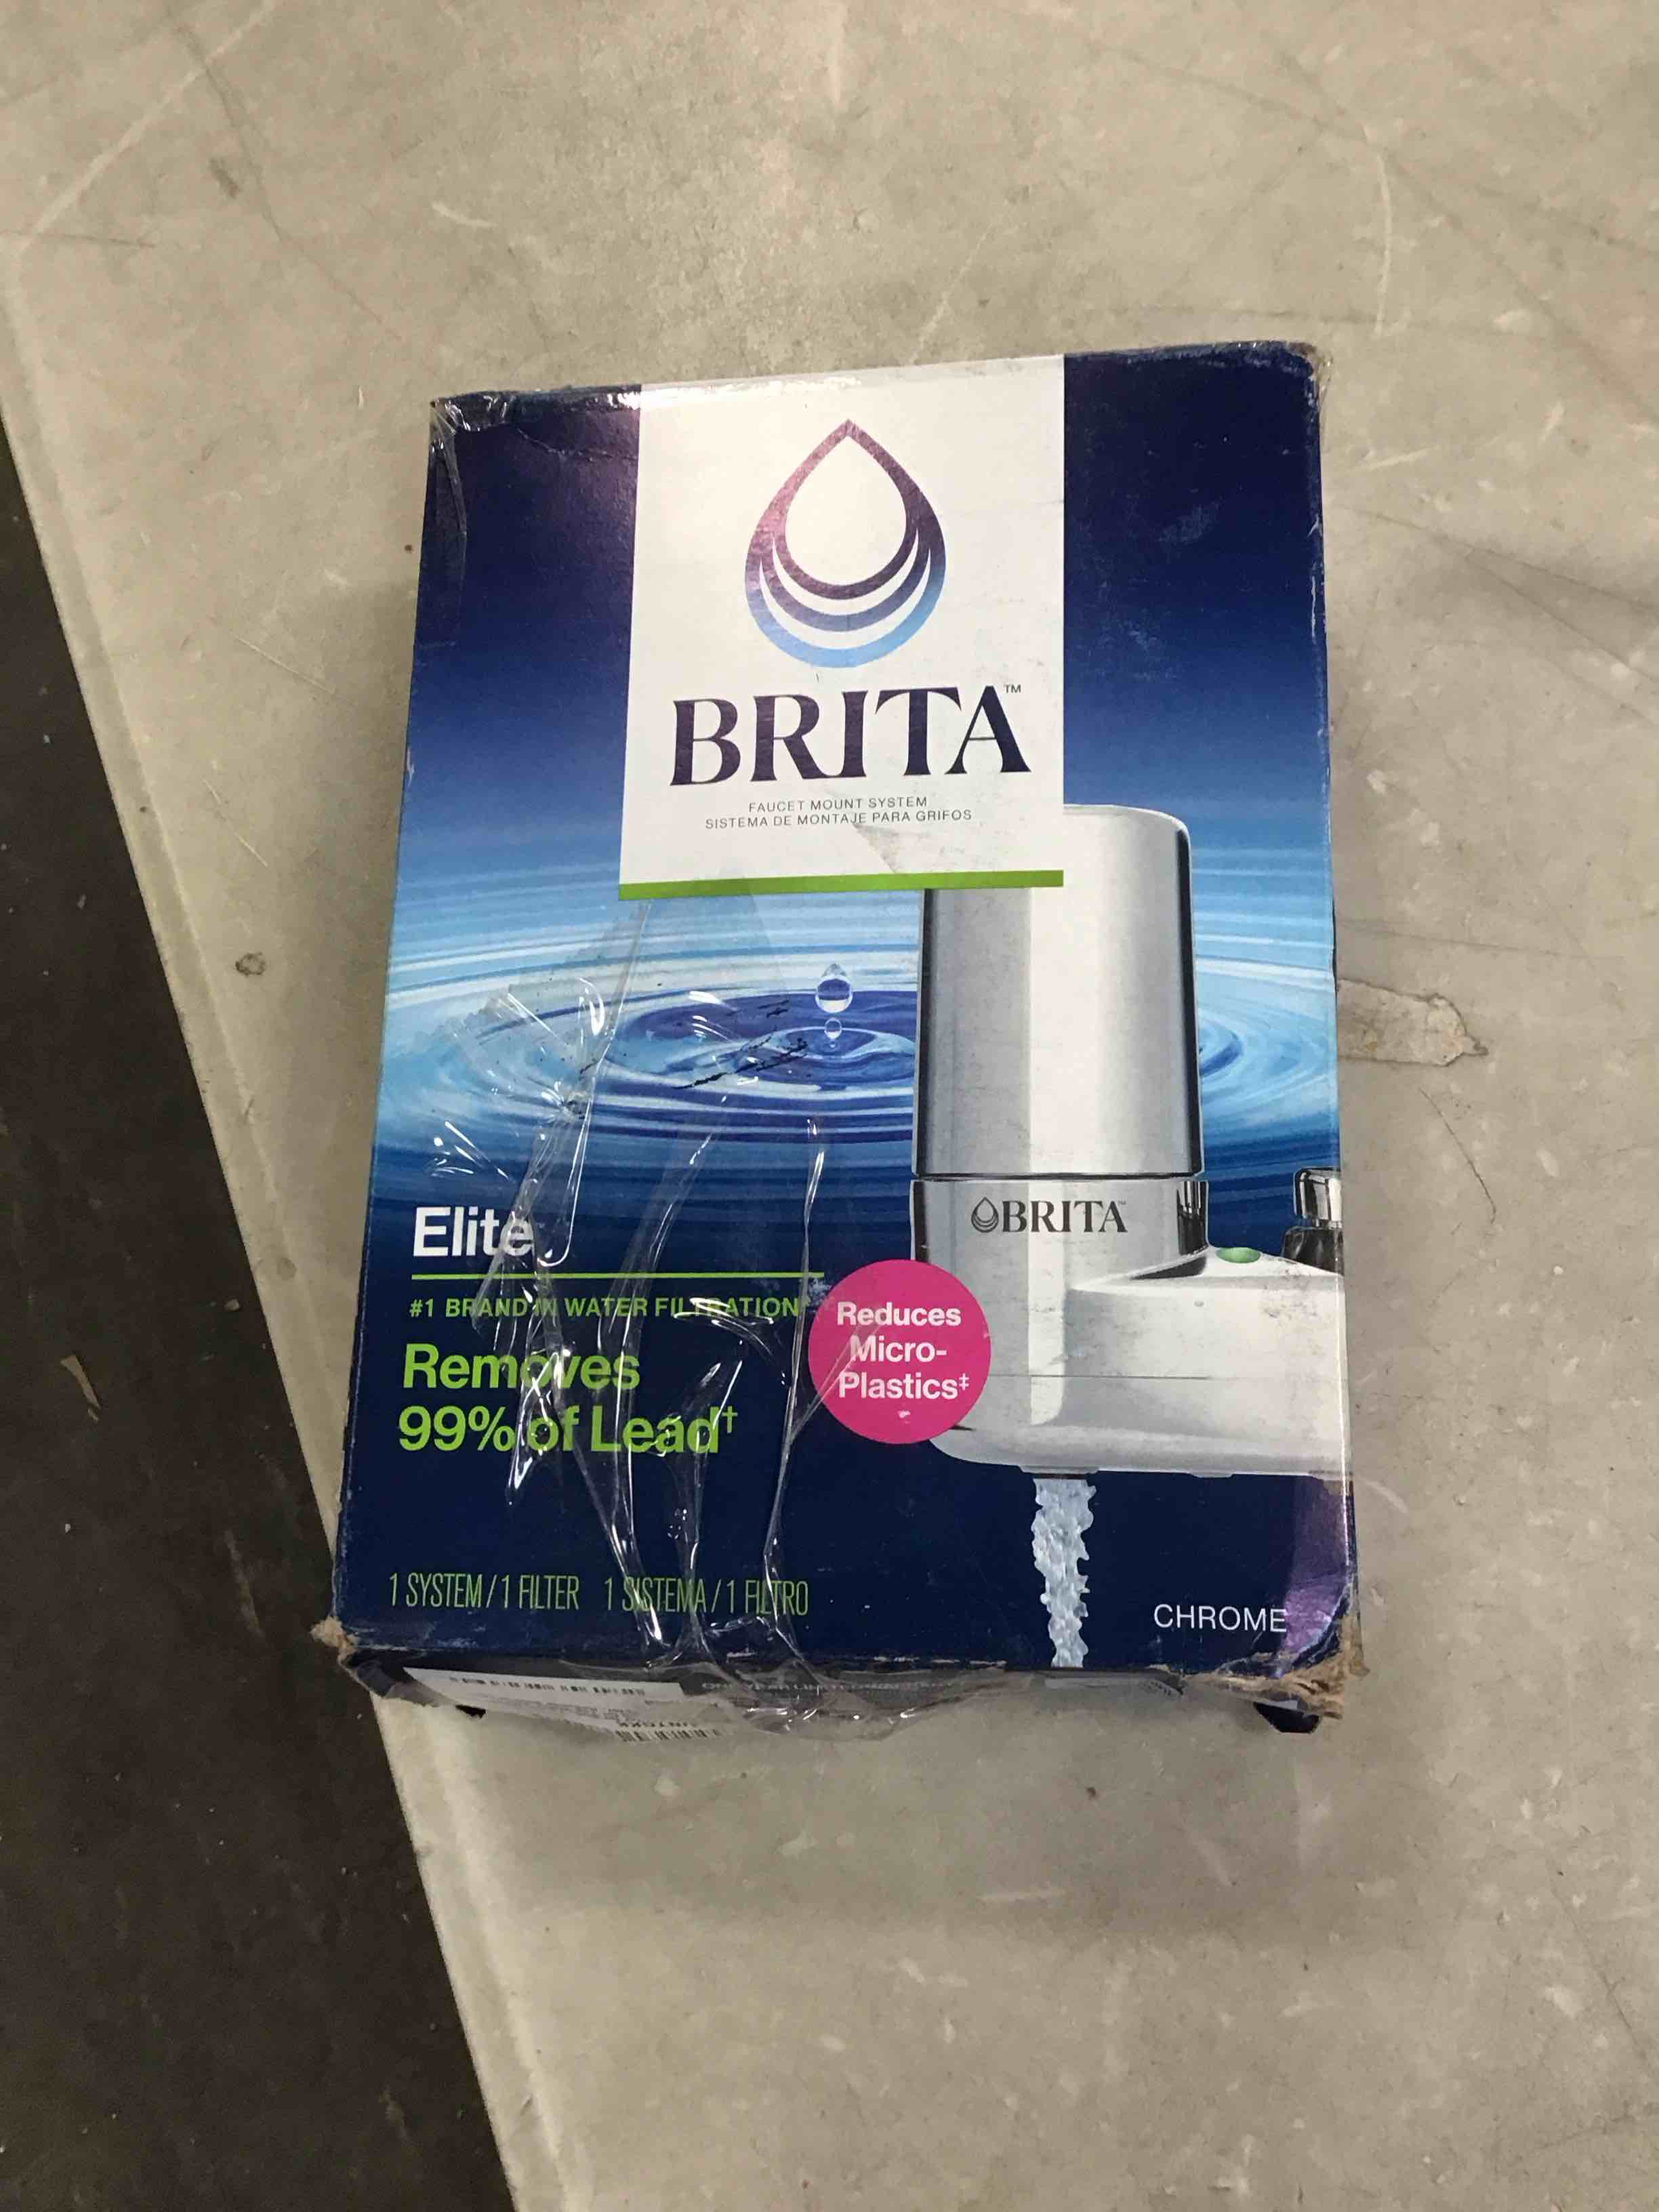 BRITA™
FAUCET MOUNT SYSTEM
SISTEMA DE MONTAJE PARA GRIFOS
BRITA
Elite
#1 BRAND IN WATER FILTRATION
Removes
99% of Lead†
Reduces
Micro-
Plastics‡
1 SYSTEM / 1 FILTER 1 SISTEMA / 1 FILTRO
CHROME